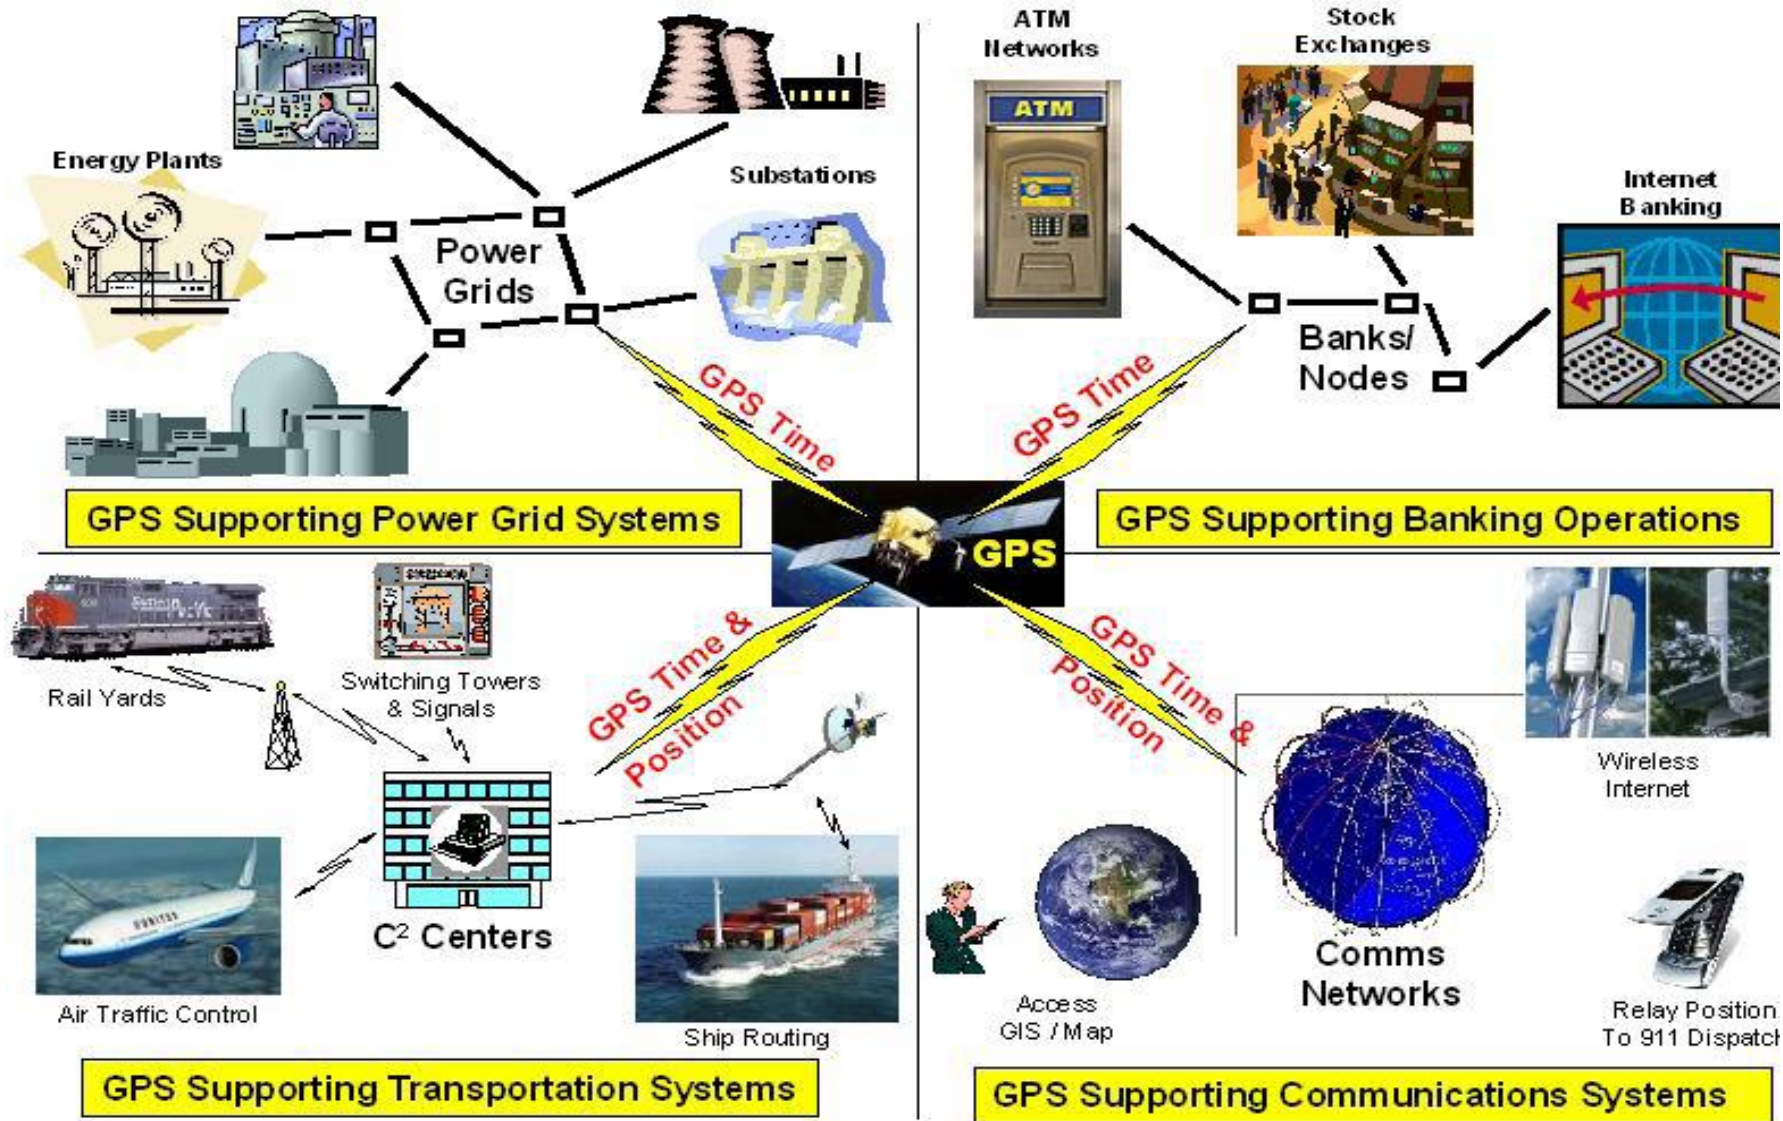 Energy Plants
Substations
Power
Grids
GPS Time
GPS Supporting Power Grid Systems
ATM
Networks
ATM
Stock
Exchanges
Internet
Banking
Banks/
Nodes
GPS Time
GPS Supporting Banking Operations
GPS
Rail Yards
Switching Towers
& Signals
GPS Time &
Position
C² Centers
UNITED
Air Traffic Control
Ship Routing
GPS Supporting Transportation Systems
GPS Time &
Position
Wireless
Internet
Comms
Networks
Access
GIS / Map
Relay Position
To 911 Dispatch
GPS Supporting Communications Systems